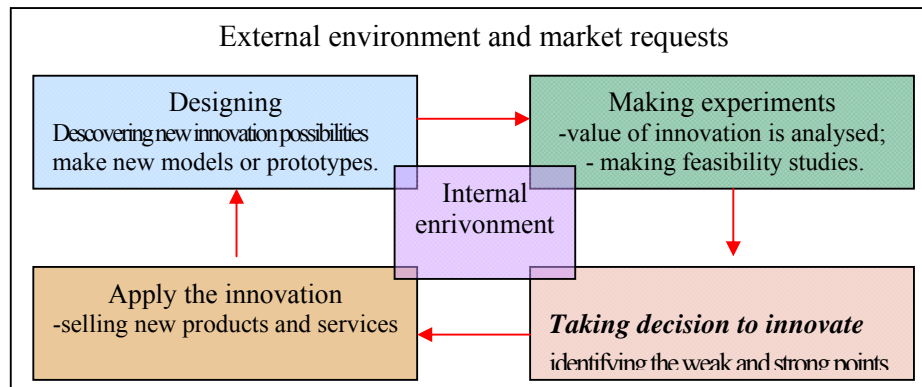 External environment and market requests
Designing
Descovering new innovation possibilities
make new models or prototypes.
Making experiments
-value of innovation is analysed;
- making feasibility studies.
Internal
enrivonment
Apply the innovation
-selling new products and services
Taking decision to innovate
identifying the weak and strong points